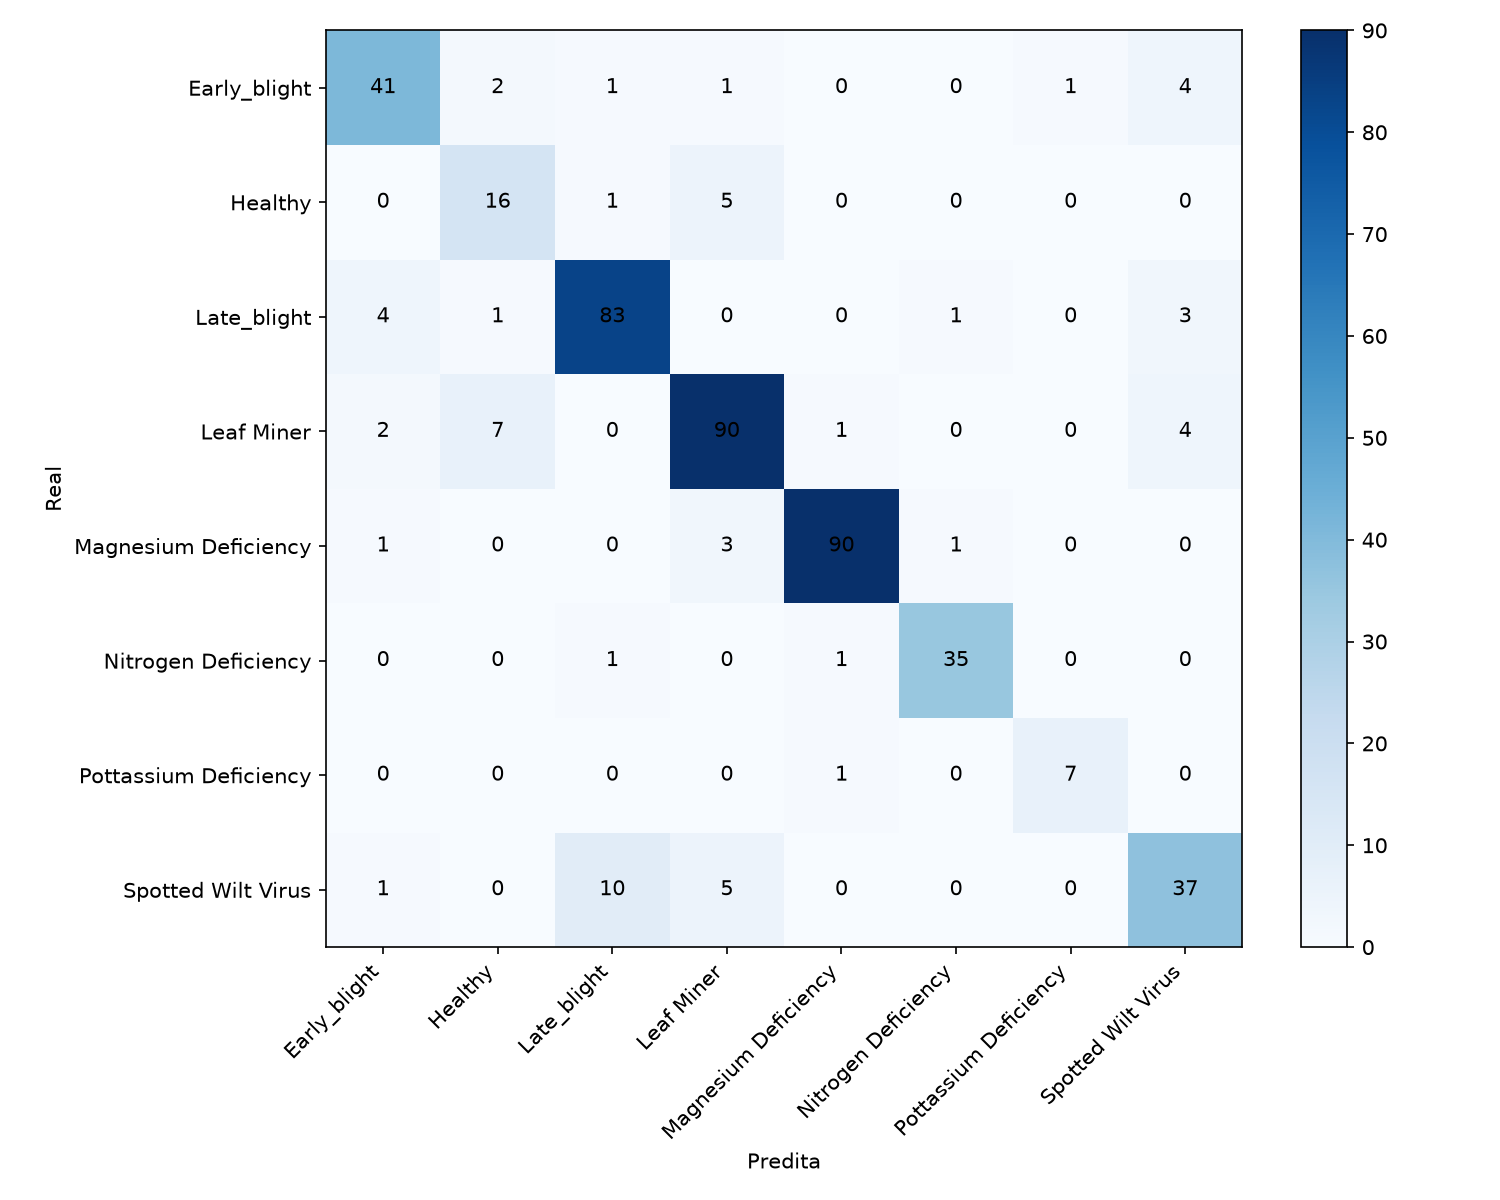 Early_blight 41 2 1 1 0 0 1 4
Healthy 0 16 1 5 0 0 0 0
Late_blight 4 1 83 0 0 1 0 3
Leaf Miner 2 7 0 90 1 0 0 4
Magnesium Deficiency 1 0 0 3 90 1 0 0
Nitrogen Deficiency 0 0 1 0 1 35 0 0
Pottassium Deficiency 0 0 0 0 1 0 7 0
Spotted Wilt Virus 1 0 10 5 0 0 0 37
Real
Early_blight
Healthy
Late_blight
Leaf Miner
Magnesium Deficiency
Nitrogen Deficiency
Pottassium Deficiency
Spotted Wilt Virus
Predita
90
80
70
60
50
40
30
20
10
0